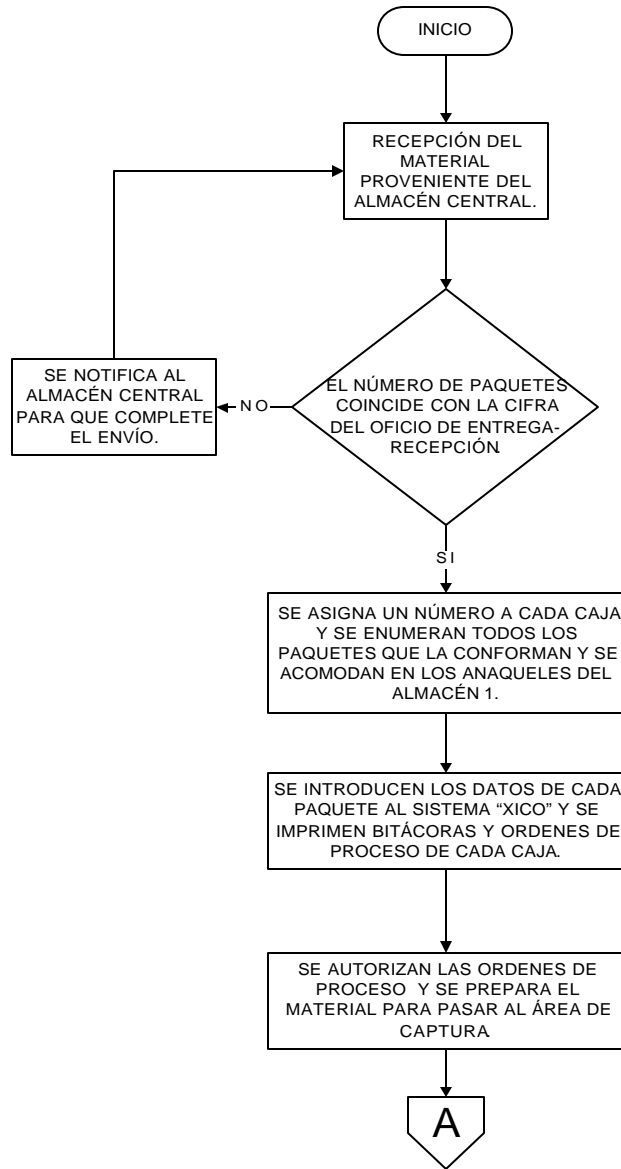 INICIO
RECEPCIÓN DEL
MATERIAL
PROVENIENTE DEL
ALMACÉN CENTRAL.
SE NOTIFICA AL
ALMACÉN CENTRAL
PARA QUE COMPLETE
EL ENVÍO.
NO
EL NÚMERO DE PAQUETES
COINCIDE CON LA CIFRA
DEL OFICIO DE ENTREGA-
RECEPCIÓN.
SI
SE ASIGNA UN NÚMERO A CADA CAJA
Y SE ENUMERAN TODOS LOS
PAQUETES QUE LA CONFORMAN Y SE
ACOMODAN EN LOS ANAQUELES DEL
ALMACÉN 1.
SE INTRODUCEN LOS DATOS DE CADA
PAQUETE AL SISTEMA “XICO” Y SE
IMPRIMEN BITÁCORAS Y ORDENES DE
PROCESO DE CADA CAJA.
SE AUTORIZAN LAS ORDENES DE
PROCESO Y SE PREPARA EL
MATERIAL PARA PASAR AL ÁREA DE
CAPTURA.
A